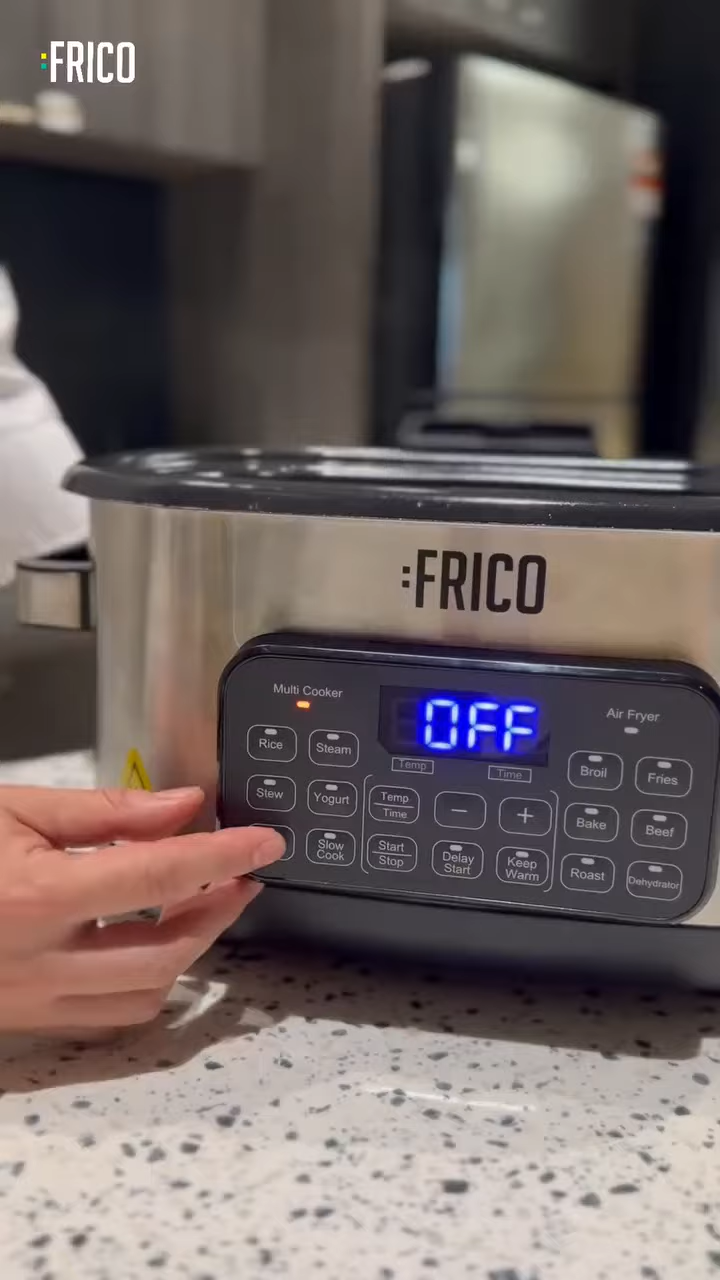 :FRICO
:FRICO
Multi Cooker
OFF
Air Fryer
Temp
Time
Rice
Steam
Stew
Yogurt
Slow
Cook
Temp
Time
−
+
Start
Stop
Delay
Start
Keep
Warm
Broil
Fries
Bake
Beef
Roast
Dehydrator